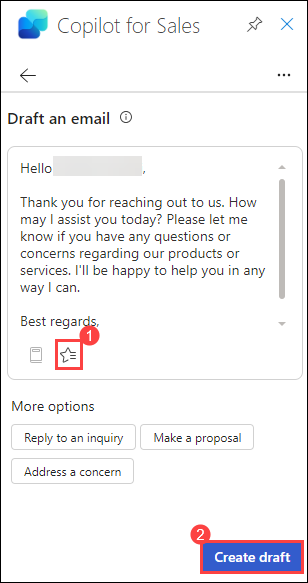 Copilot for Sales
Draft an email
Hello ,
Thank you for reaching out to us. How
may I assist you today? Please let me
know if you have any questions or
concerns regarding our products or
services. I'll be happy to help you in any
way I can.
Best regards,
1
More options
Reply to an inquiry Make a proposal
Address a concern
2
Create draft